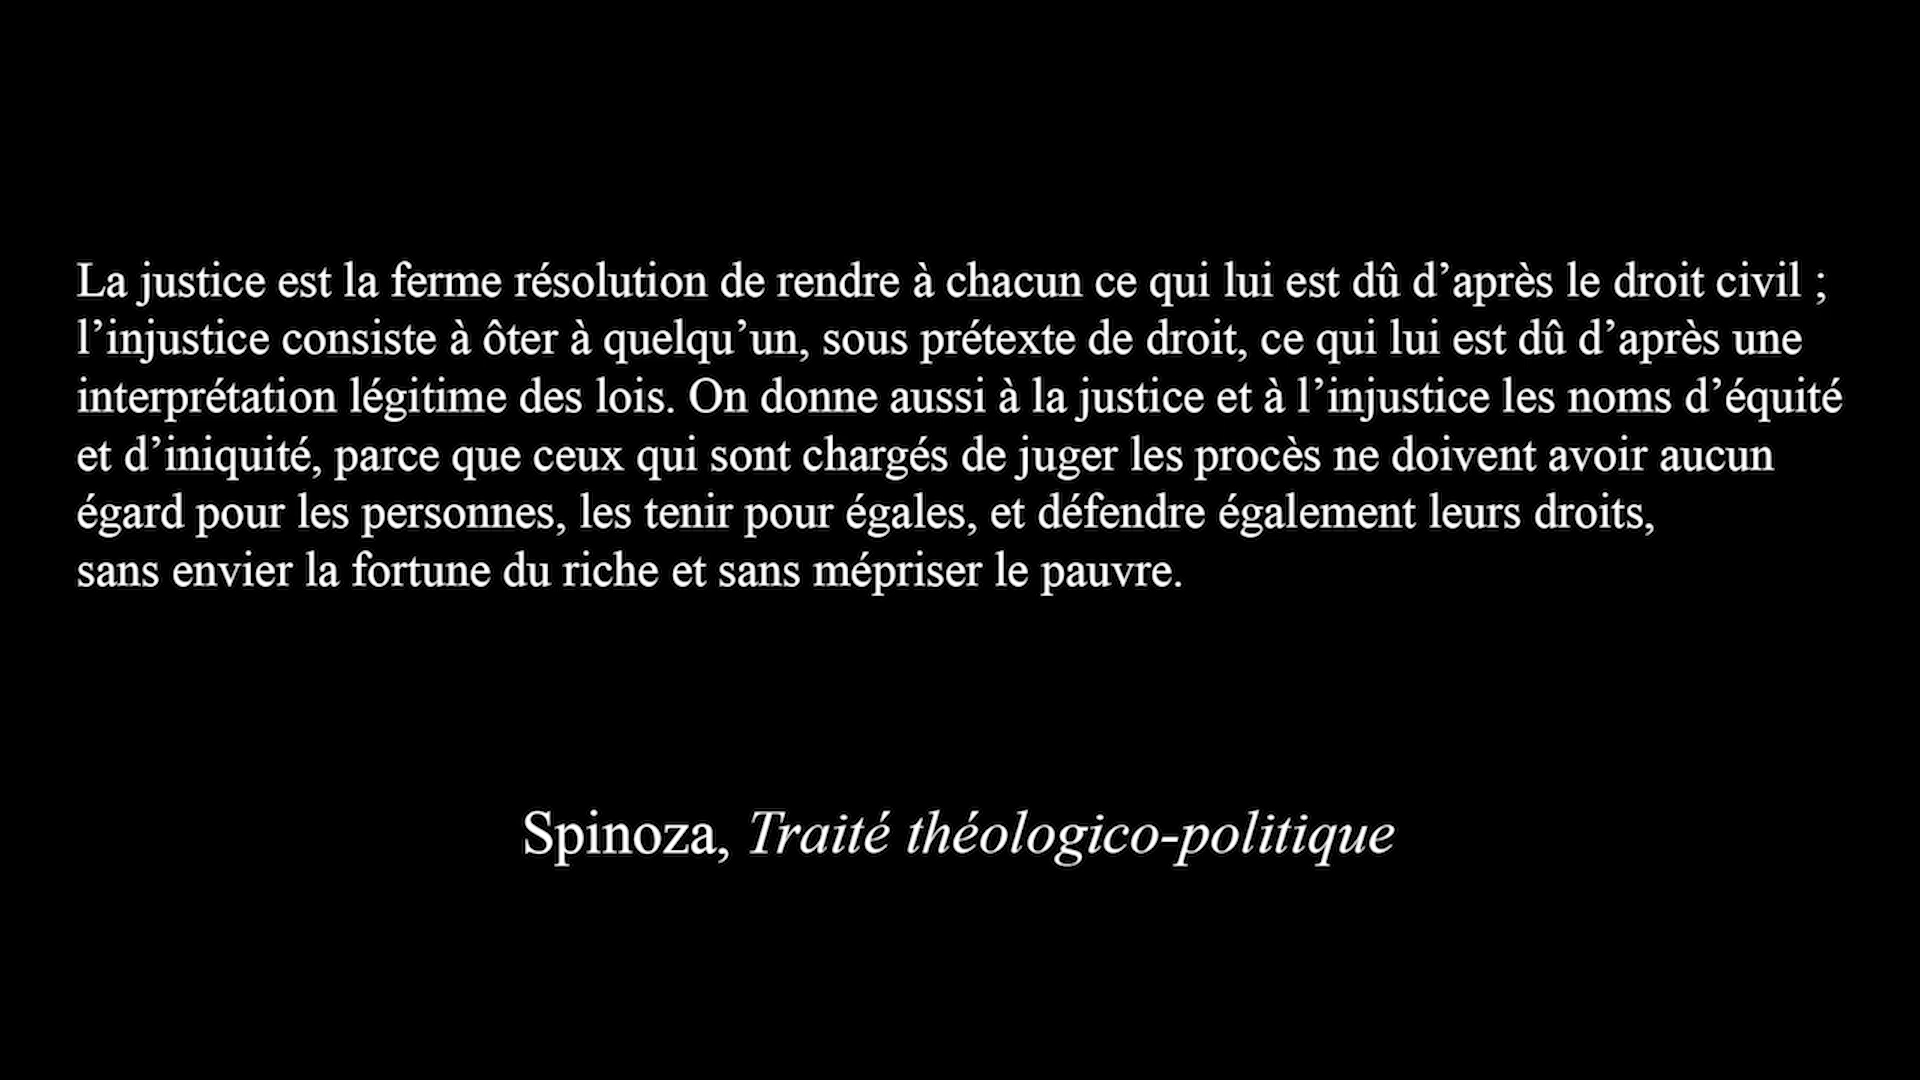 La justice est la ferme résolution de rendre à chacun ce qui lui est dû d’après le droit civil ;
l’injustice consiste à ôter à quelqu’un, sous prétexte de droit, ce qui lui est dû d’après une
interprétation légitime des lois. On donne aussi à la justice et à l’injustice les noms d’équité
et d’iniquité, parce que ceux qui sont chargés de juger les procès ne doivent avoir aucun
égard pour les personnes, les tenir pour égales, et défendre également leurs droits,
sans envier la fortune du riche et sans mépriser le pauvre.
Spinoza, Traité théologico-politique